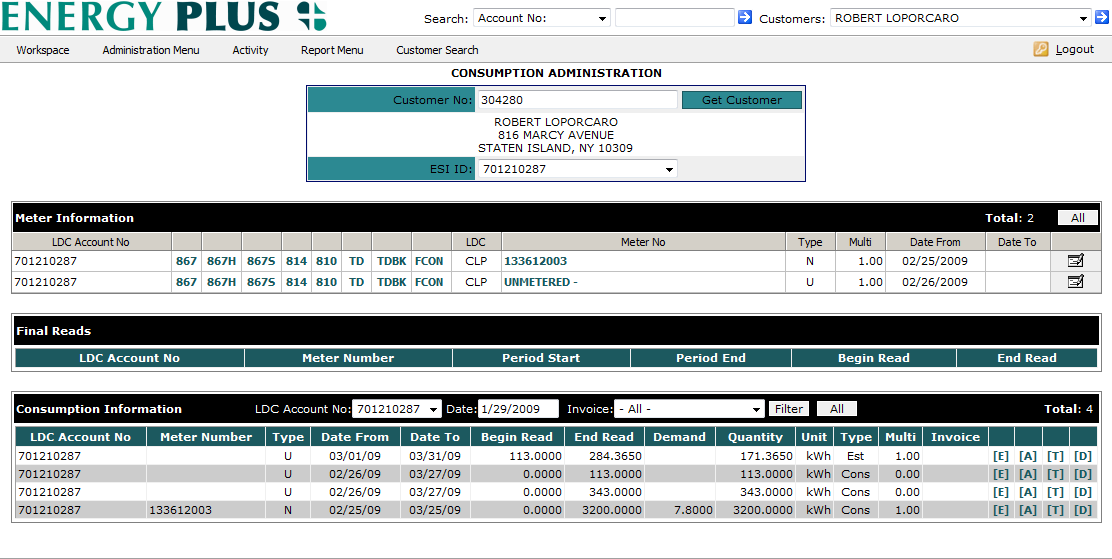 ENERGY PLUS Search: Account No: Customers: ROBERT LOPORCARO
Workspace Administration Menu Activity Report Menu Customer Search Logout
CONSUMPTION ADMINISTRATION
Customer No: 304280 Get Customer
ROBERT LOPORCARO
816 MARCY AVENUE
STATEN ISLAND, NY 10309
ESI ID: 701210287
Meter Information Total: 2 All
LDC Account No LDC Meter No Type Multi Date From Date To
701210287 867 867H 867S 814 810 TD TDBK FCON CLP 133612003 N 1.00 02/25/2009
701210287 867 867H 867S 814 810 TD TDBK FCON CLP UNMETERED - U 1.00 02/26/2009
Final Reads
LDC Account No Meter Number Period Start Period End Begin Read End Read
Consumption Information LDC Account No: 701210287 Date: 1/29/2009 Invoice: - All - Filter All Total: 4
LDC Account No Meter Number Type Date From Date To Begin Read End Read Demand Quantity Unit Type Multi Invoice
701210287 U 03/01/09 03/31/09 113.0000 284.3650 171.3650 kWh Est 1.00 [E] [A] [T] [D]
701210287 U 02/26/09 03/27/09 0.0000 113.0000 113.0000 kWh Cons 0.00 [E] [A] [T] [D]
701210287 U 02/26/09 03/27/09 0.0000 343.0000 343.0000 kWh Cons 0.00 [E] [A] [T] [D]
701210287 133612003 N 02/25/09 03/25/09 0.0000 3200.0000 7.8000 3200.0000 kWh Cons 1.00 [E] [A] [T] [D]